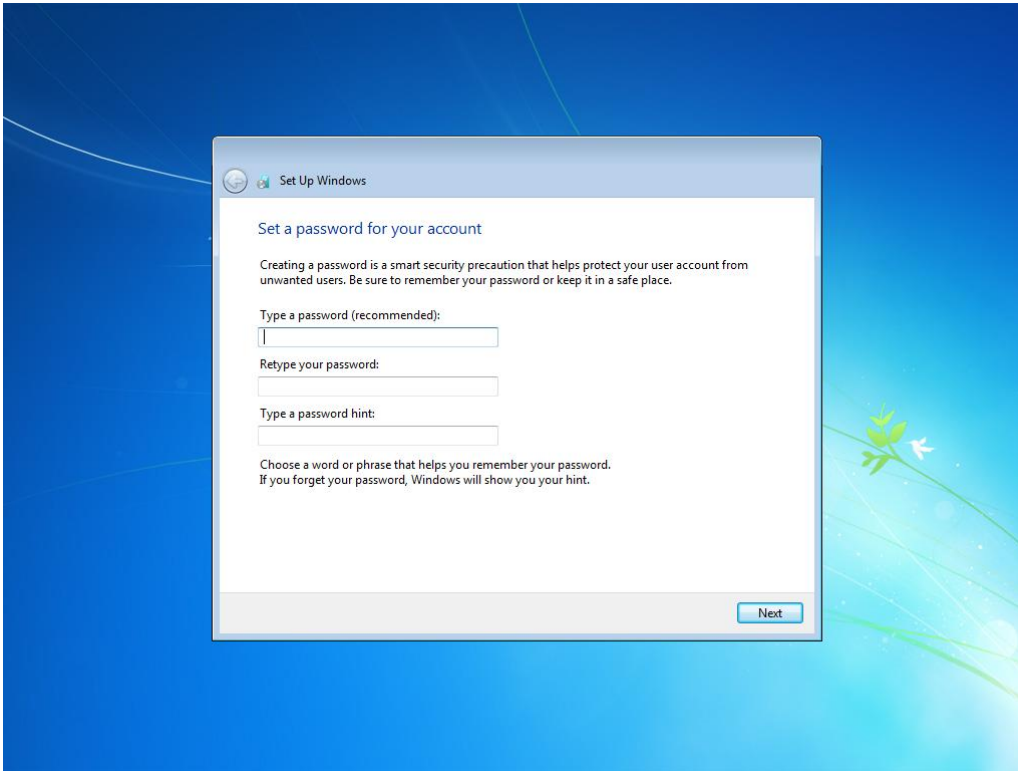 Set Up Windows
Set a password for your account
Creating a password is a smart security precaution that helps protect your user account from
unwanted users. Be sure to remember your password or keep it in a safe place.
Type a password (recommended):
Retype your password:
Type a password hint:
Choose a word or phrase that helps you remember your password.
If you forget your password, Windows will show you your hint.
Next